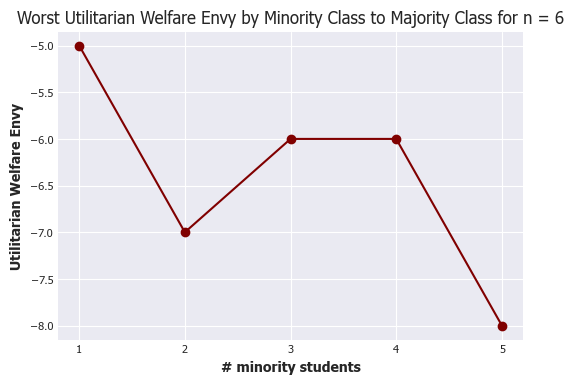 Worst Utilitarian Welfare Envy by Minority Class to Majority Class for n = 6
−5.0
−5.5
−6.0
−6.5
−7.0
−7.5
−8.0
Utilitarian Welfare Envy
1 2 3 4 5
# minority students